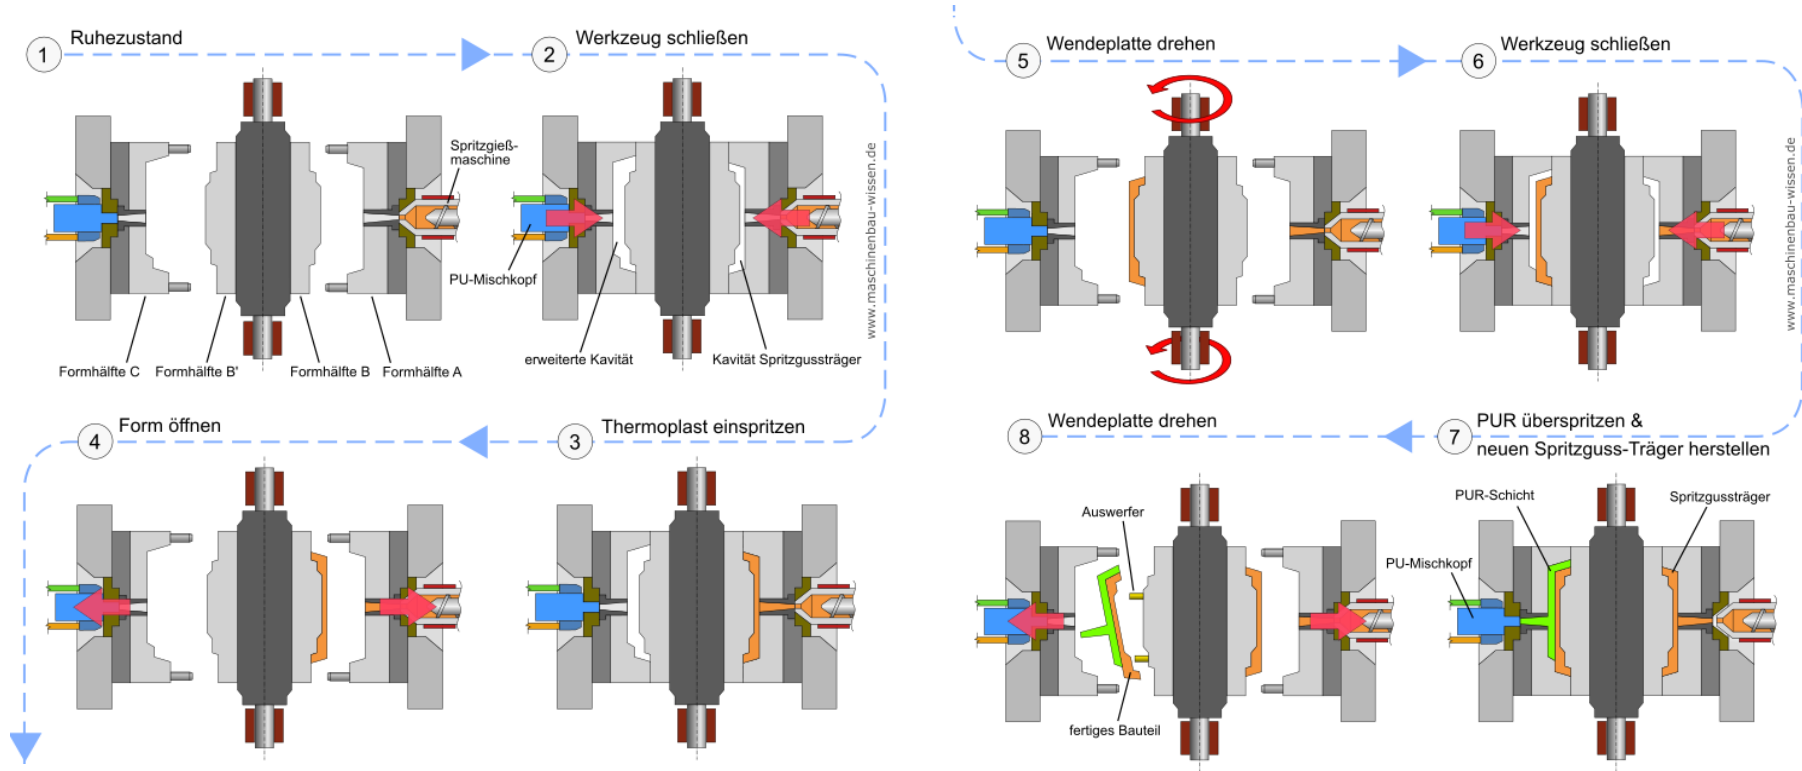 1
Ruhezustand
2
Werkzeug schließen
Spritzgieß-
maschine
PU-Mischkopf
erweiterte Kavität
Kavität Spritzgussträger
Formhälfte C
Formhälfte B'
Formhälfte B
Formhälfte A
www.maschinenbau-wissen.de
3
Thermoplast einspritzen
4
Form öffnen
5
Wendeplatte drehen
6
Werkzeug schließen
www.maschinenbau-wissen.de
7
PUR überspritzen &
neuen Spritzguss-Träger herstellen
PUR-Schicht
Spritzgussträger
PU-Mischkopf
8
Wendeplatte drehen
Auswerfer
fertiges Bauteil